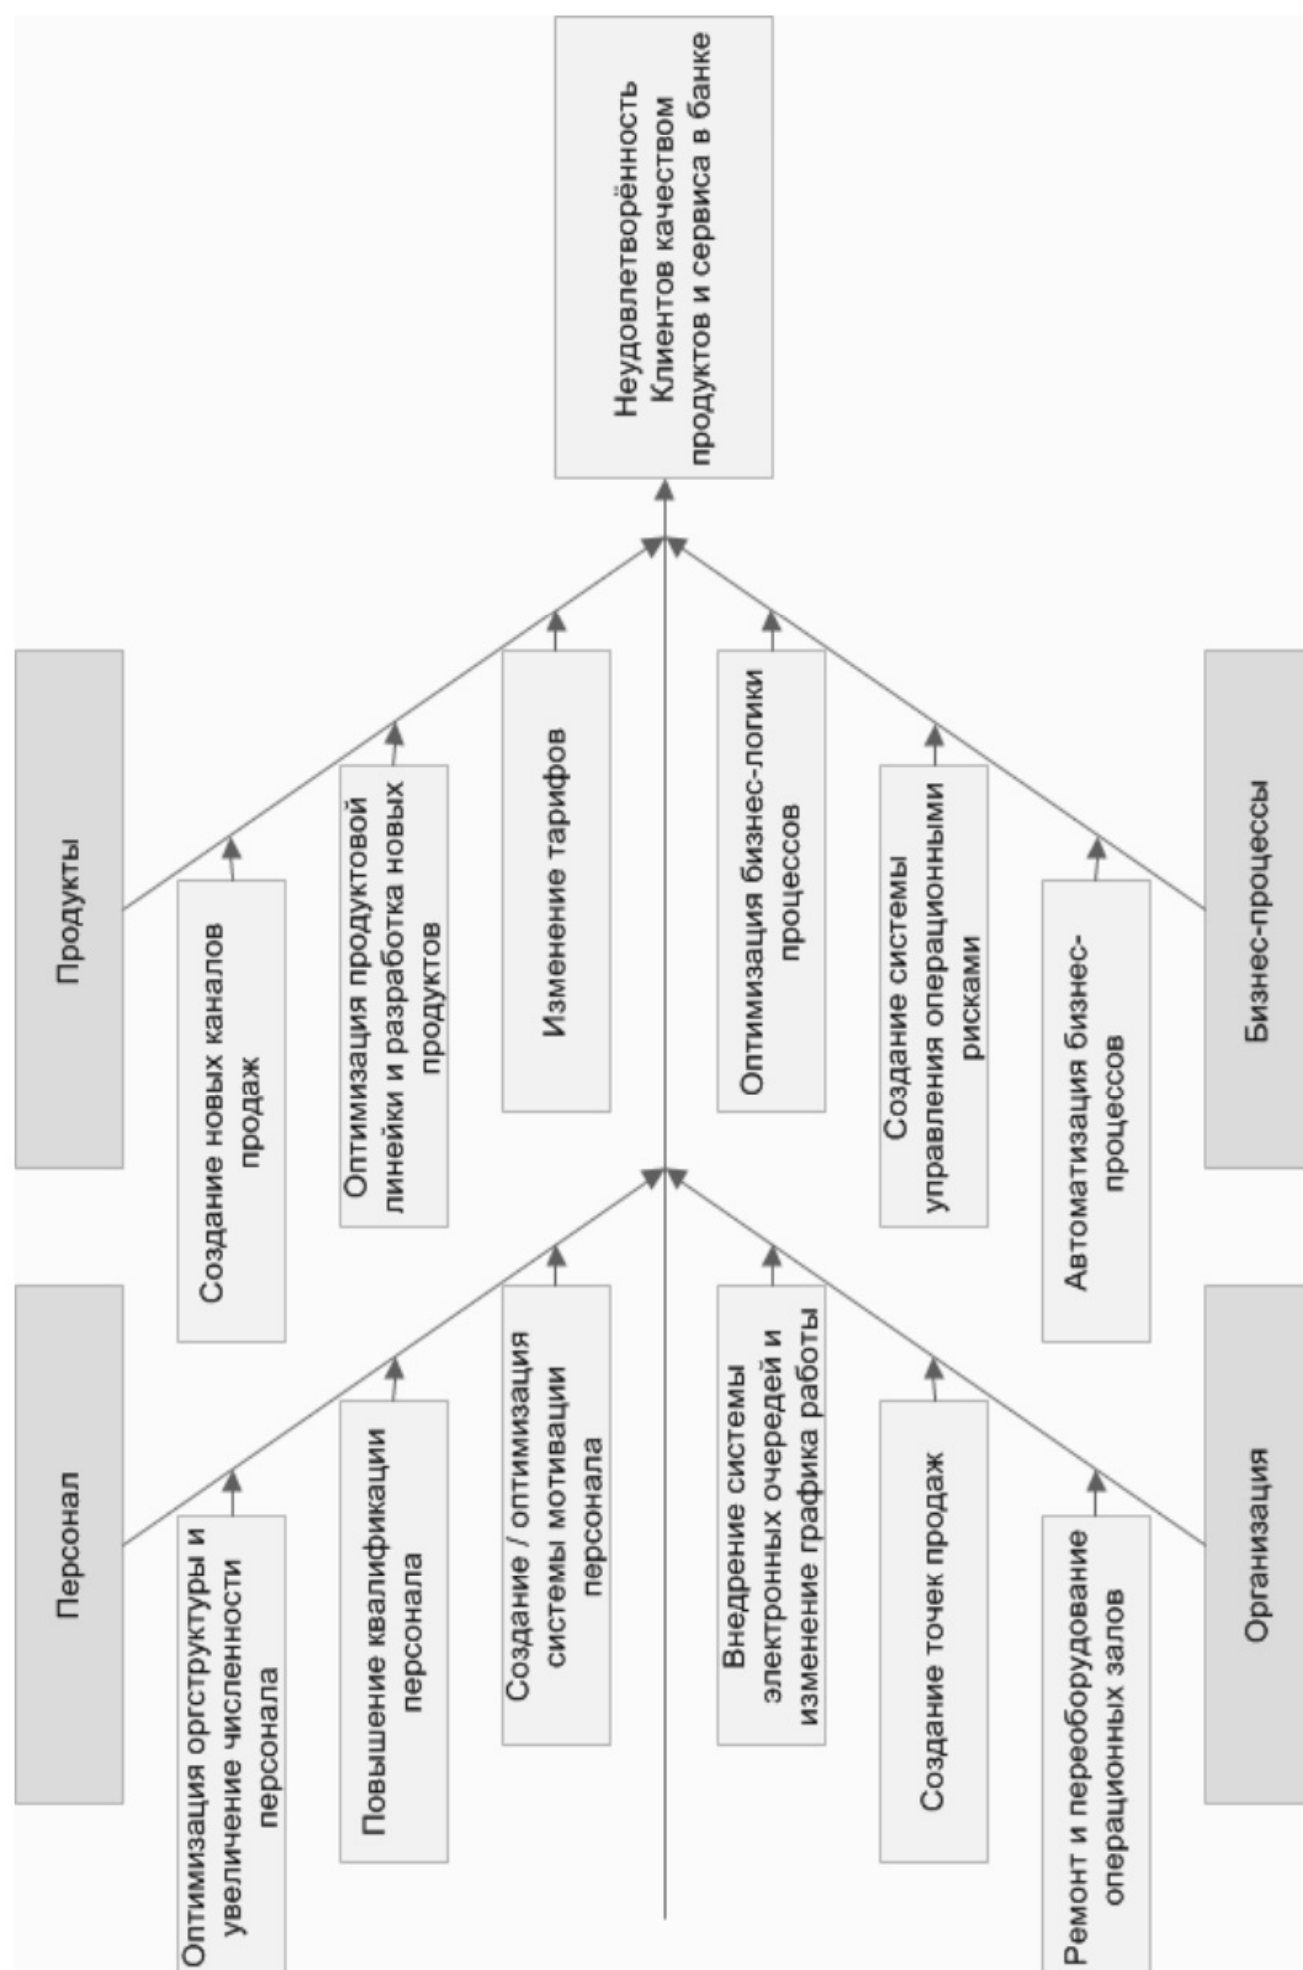 Персонал
Оптимизация оргструктуры и
увеличение численности
персонала
Повышение квалификации
персонала
Создание / оптимизация
системы мотивации
персонала
Продукты
Создание новых каналов
продаж
Оптимизация продуктовой
линейки и разработка новых
продуктов
Изменение тарифов
Неудовлетворённость
Клиентов качеством
продуктов и сервиса в банке
Внедрение системы
электронных очередей и
изменение графика работы
Создание точек продаж
Ремонт и переоборудование
операционных залов
Организация
Оптимизация бизнес-логики
процессов
Создание системы
управления операционными
рисками
Автоматизация бизнес-
процессов
Бизнес-процессы